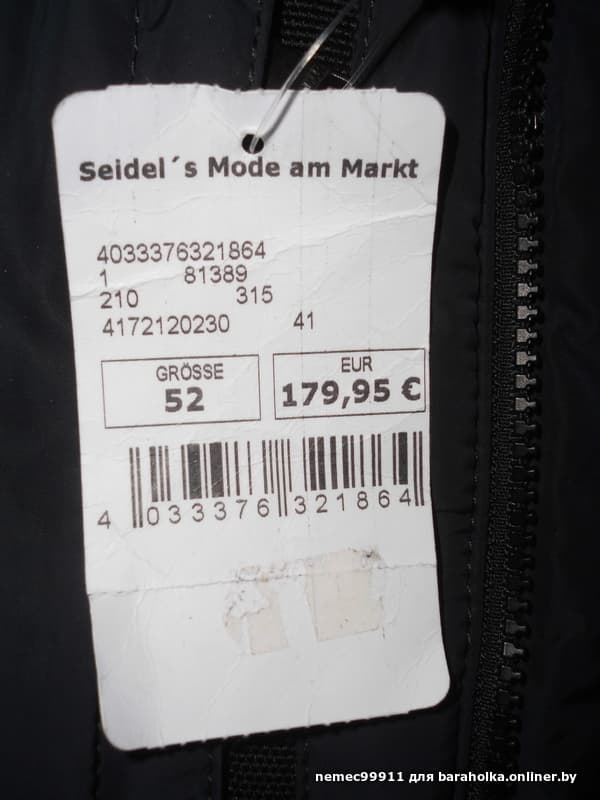 Seidel´s Mode am Markt
4033376321864
1 81389
210 315
4172120230 41
GRÖSSE
52
EUR
179,95 €
4 033376 321864
nemec99911 для baraholka.onliner.by